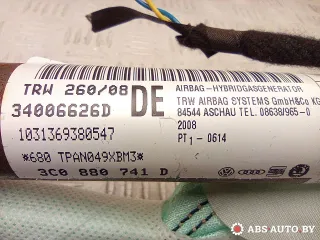 TRW 260/08
34006626D
DE
1031369380547
*680 TPAN049XBM3*
3C0 880 741 D
AIRBAG-HYBRIDGASGENERATOR
TRW AIRBAG SYSTEMS GmbH&Co KG
84544 ASCHAU TEL. 08638/965-0
2008
PT1-0614
ABS AUTO BY